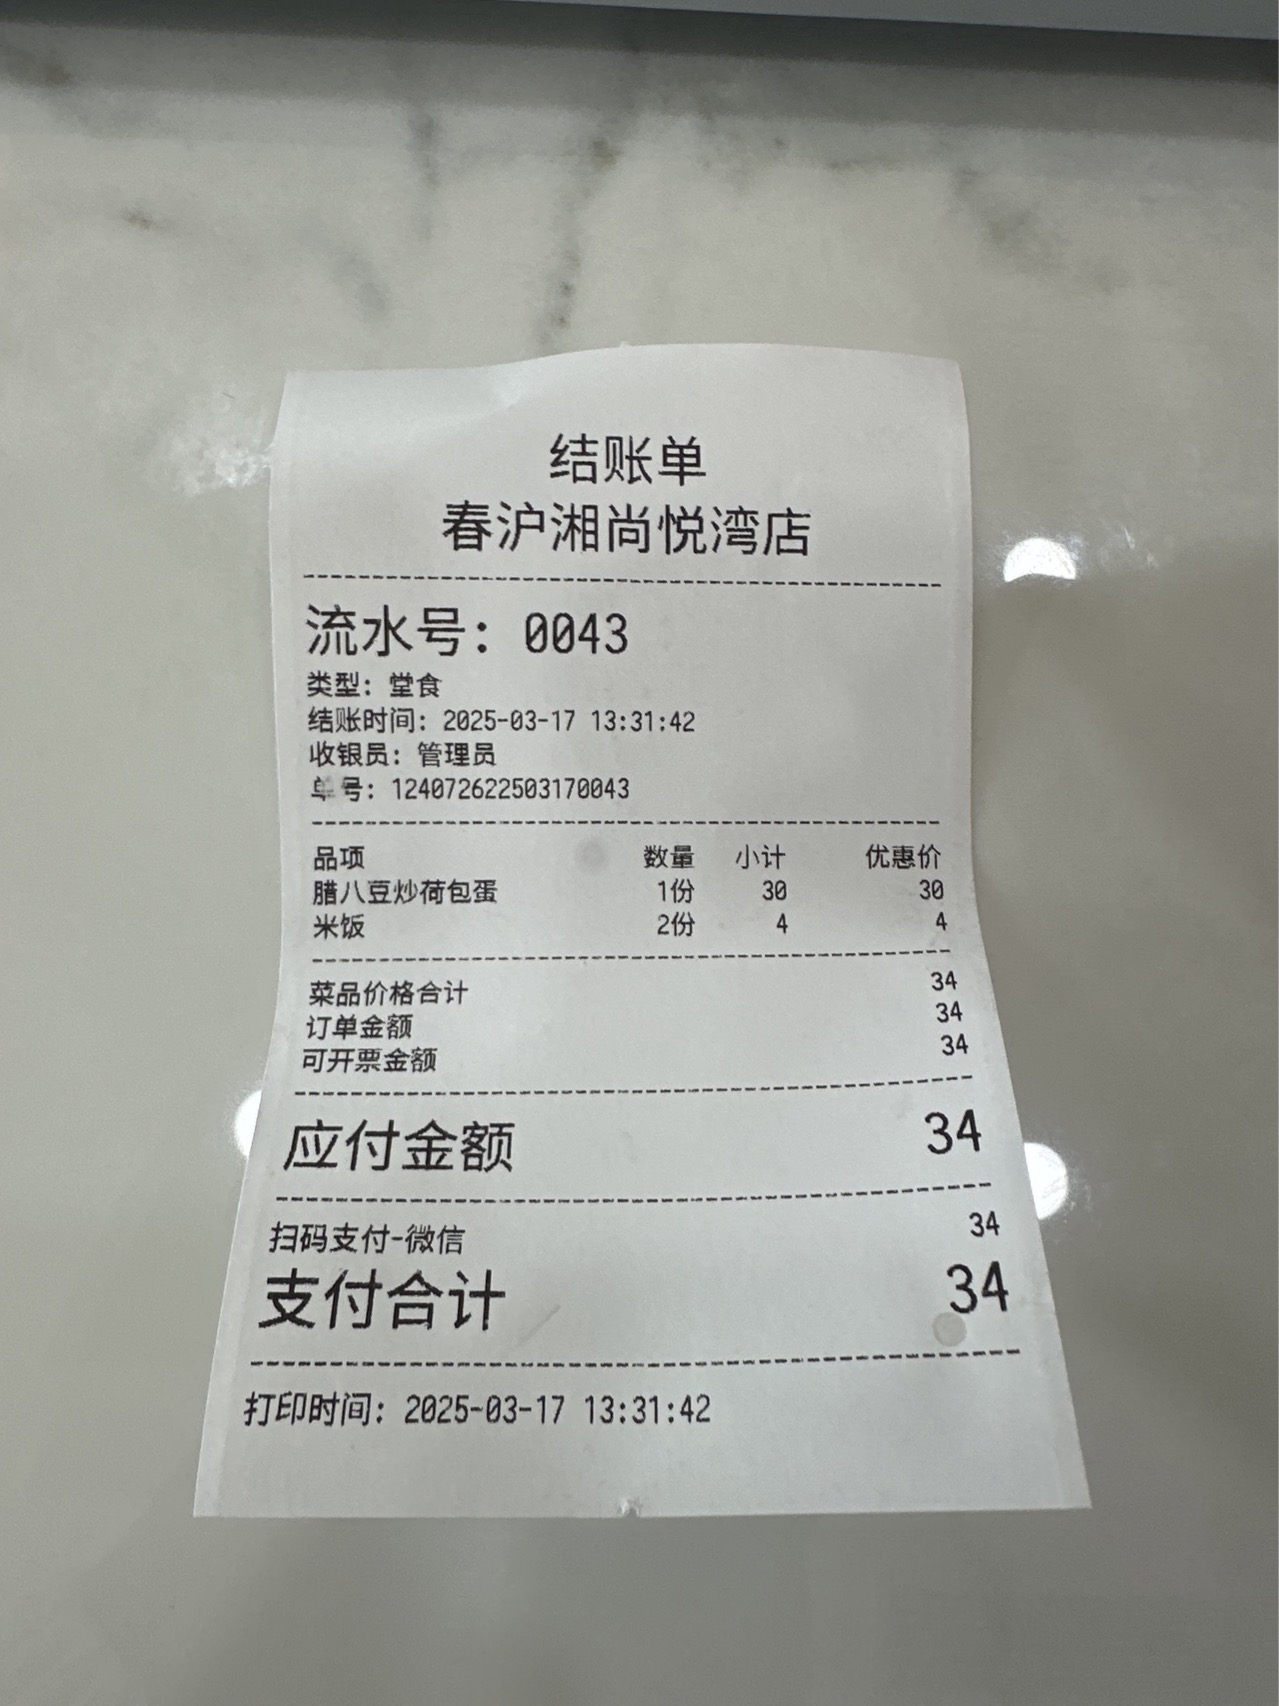 结账单
春沪湘尚悦湾店
流水号：0043
类型：堂食
结账时间：2025-03-17 13:31:42
收银员：管理员
单号：124072622503170043
品项 数量 小计 优惠价
腊八豆炒荷包蛋 1份 30 30
米饭 2份 4 4
菜品价格合计 34
订单金额 34
可开票金额 34
应付金额 34
扫码支付-微信 34
支付合计 34
打印时间：2025-03-17 13:31:42